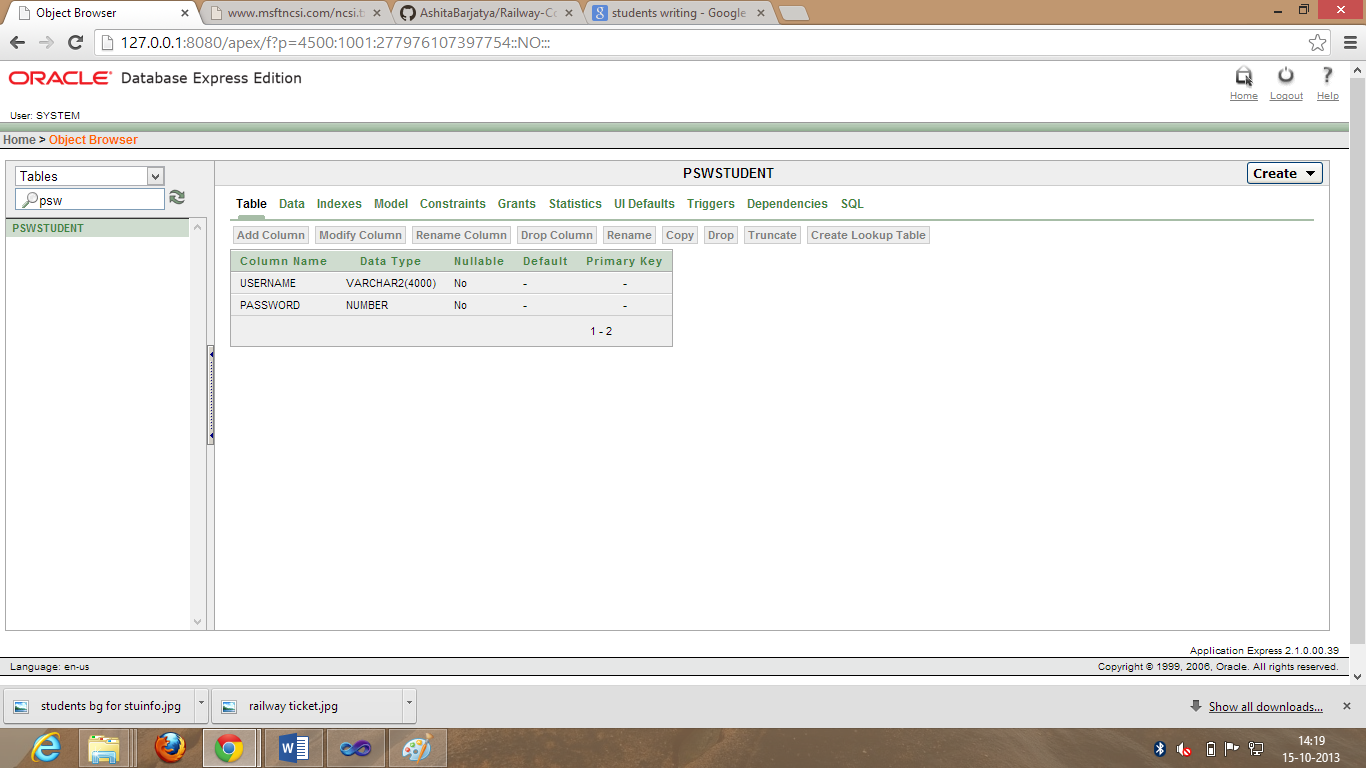 Object Browser
www.msftncsi.com/ncsi.t
AshitaBarjatya/Railway-Co
students writing - Google
127.0.0.1:8080/apex/f?p=4500:1001:277976107397754::NO:::
ORACLE Database Express Edition
Home Logout Help
User: SYSTEM
Home > Object Browser
Tables
psw
PSWSTUDENT
PSWSTUDENT
Create
Table Data Indexes Model Constraints Grants Statistics UI Defaults Triggers Dependencies SQL
Add Column Modify Column Rename Column Drop Column Rename Copy Drop Truncate Create Lookup Table
Column Name Data Type Nullable Default Primary Key
USERNAME VARCHAR2(4000) No - -
PASSWORD NUMBER No - -
1 - 2
Application Express 2.1.0.00.39
Language: en-us
Copyright © 1999, 2006, Oracle. All rights reserved.
students bg for stuinfo.jpg
railway ticket.jpg
Show all downloads...
14:19
15-10-2013